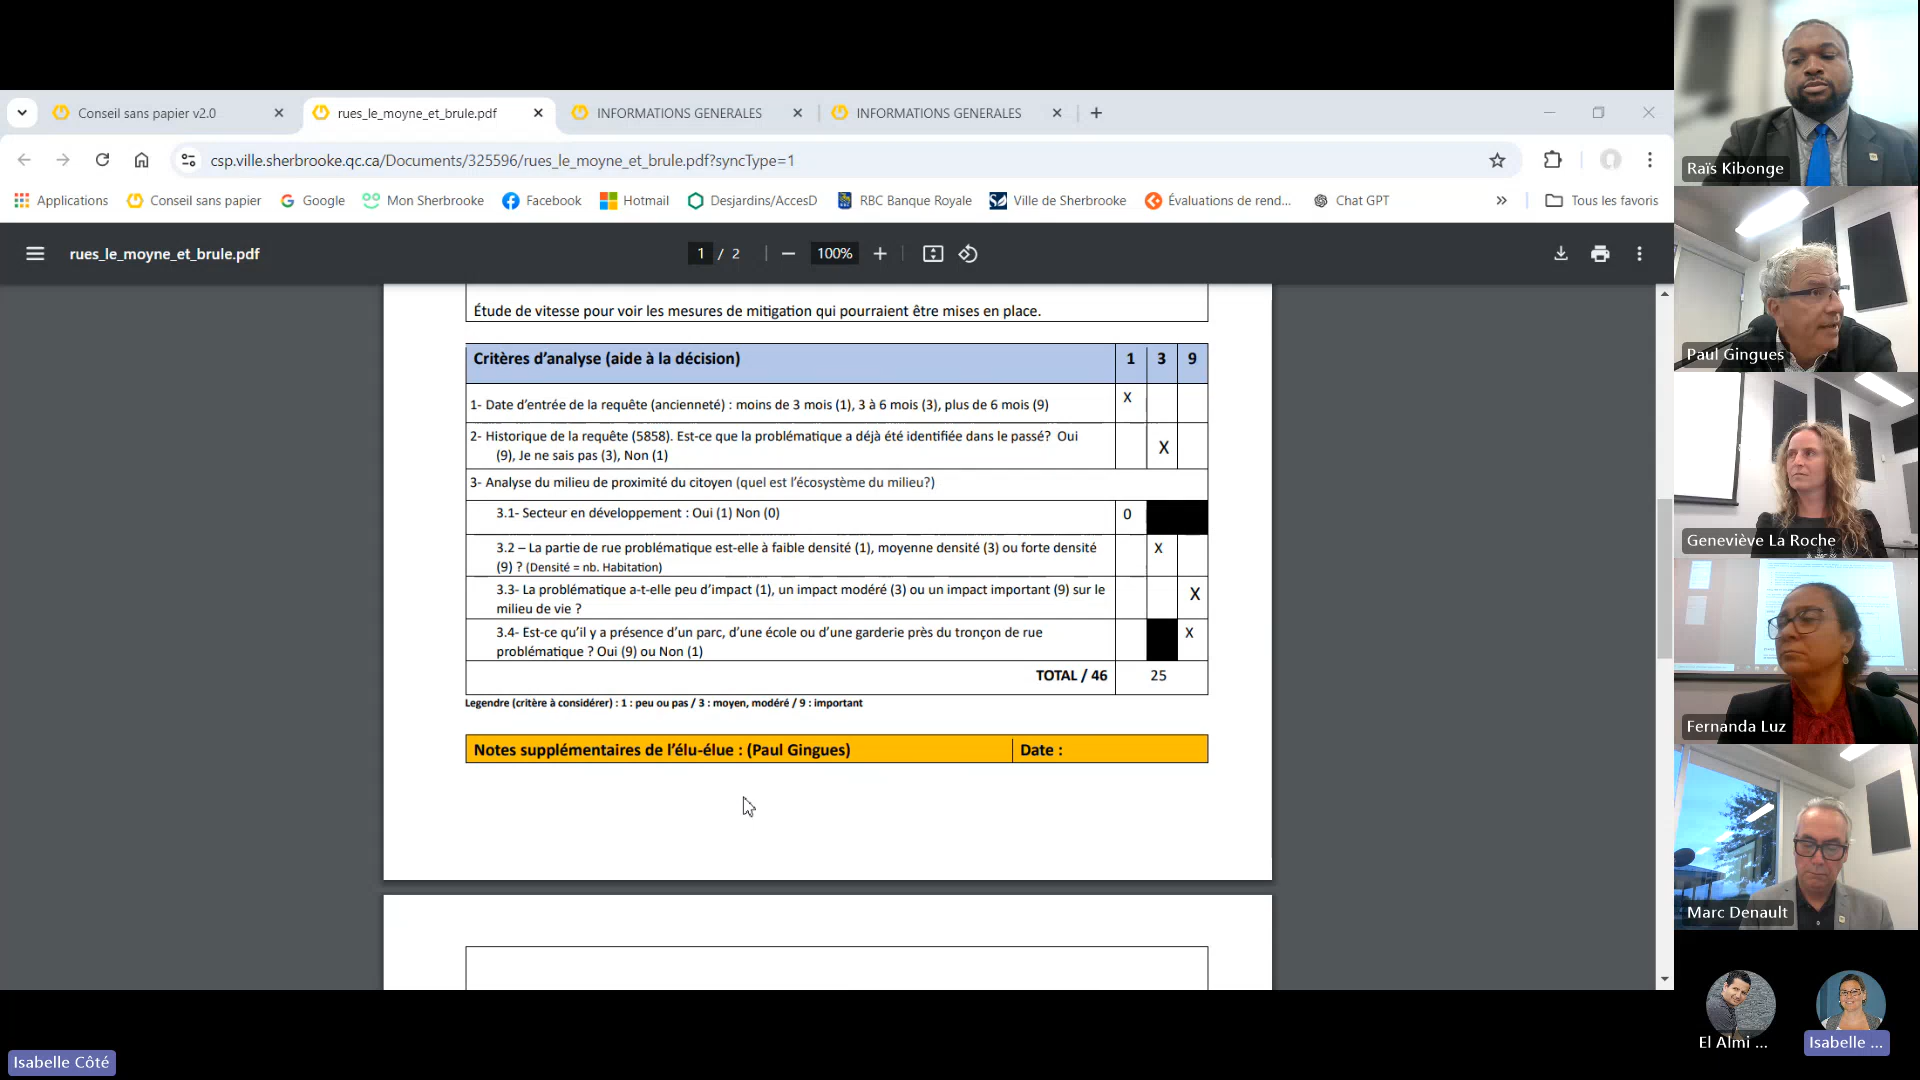 Conseil sans papier v2.0
rues_le_moyne_et_brule.pdf
INFORMATIONS GENERALES
INFORMATIONS GENERALES
csp.ville.sherbrooke.qc.ca/Documents/325596/rues_le_moyne_et_brule.pdf?syncType=1
Applications
Conseil sans papier
Google
Mon Sherbrooke
Facebook
Hotmail
Desjardins/AccesD
RBC Banque Royale
Ville de Sherbrooke
Évaluations de rend...
Chat GPT
»
Tous les favoris
rues_le_moyne_et_brule.pdf
1 / 2
100%
Étude de vitesse pour voir les mesures de mitigation qui pourraient être mises en place.
Critères d'analyse (aide à la décision) 1 3 9
1- Date d'entrée de la requête (ancienneté) : moins de 3 mois (1), 3 à 6 mois (3), plus de 6 mois (9) X
2- Historique de la requête (5858). Est-ce que la problématique a déjà été identifiée dans le passé? Oui
(9), Je ne sais pas (3), Non (1) X
3- Analyse du milieu de proximité du citoyen (quel est l'écosystème du milieu?)
3.1- Secteur en développement : Oui (1) Non (0) 0
3.2 – La partie de rue problématique est-elle à faible densité (1), moyenne densité (3) ou forte densité X
(9) ? (Densité = nb. Habitation)
3.3- La problématique a-t-elle peu d'impact (1), un impact modéré (3) ou un impact important (9) sur le X
milieu de vie ?
3.4- Est-ce qu'il y a présence d'un parc, d'une école ou d'une garderie près du tronçon de rue X
problématique ? Oui (9) ou Non (1)
TOTAL / 46 25
Legendre (critère à considérer) : 1 : peu ou pas / 3 : moyen, modéré / 9 : important
Notes supplémentaires de l'élu-élue : (Paul Gingues) Date :
Raïs Kibonge
Paul Gingues
Geneviève La Roche
Fernanda Luz
Marc Denault
El Almi ...
Isabelle ...
Isabelle Côté